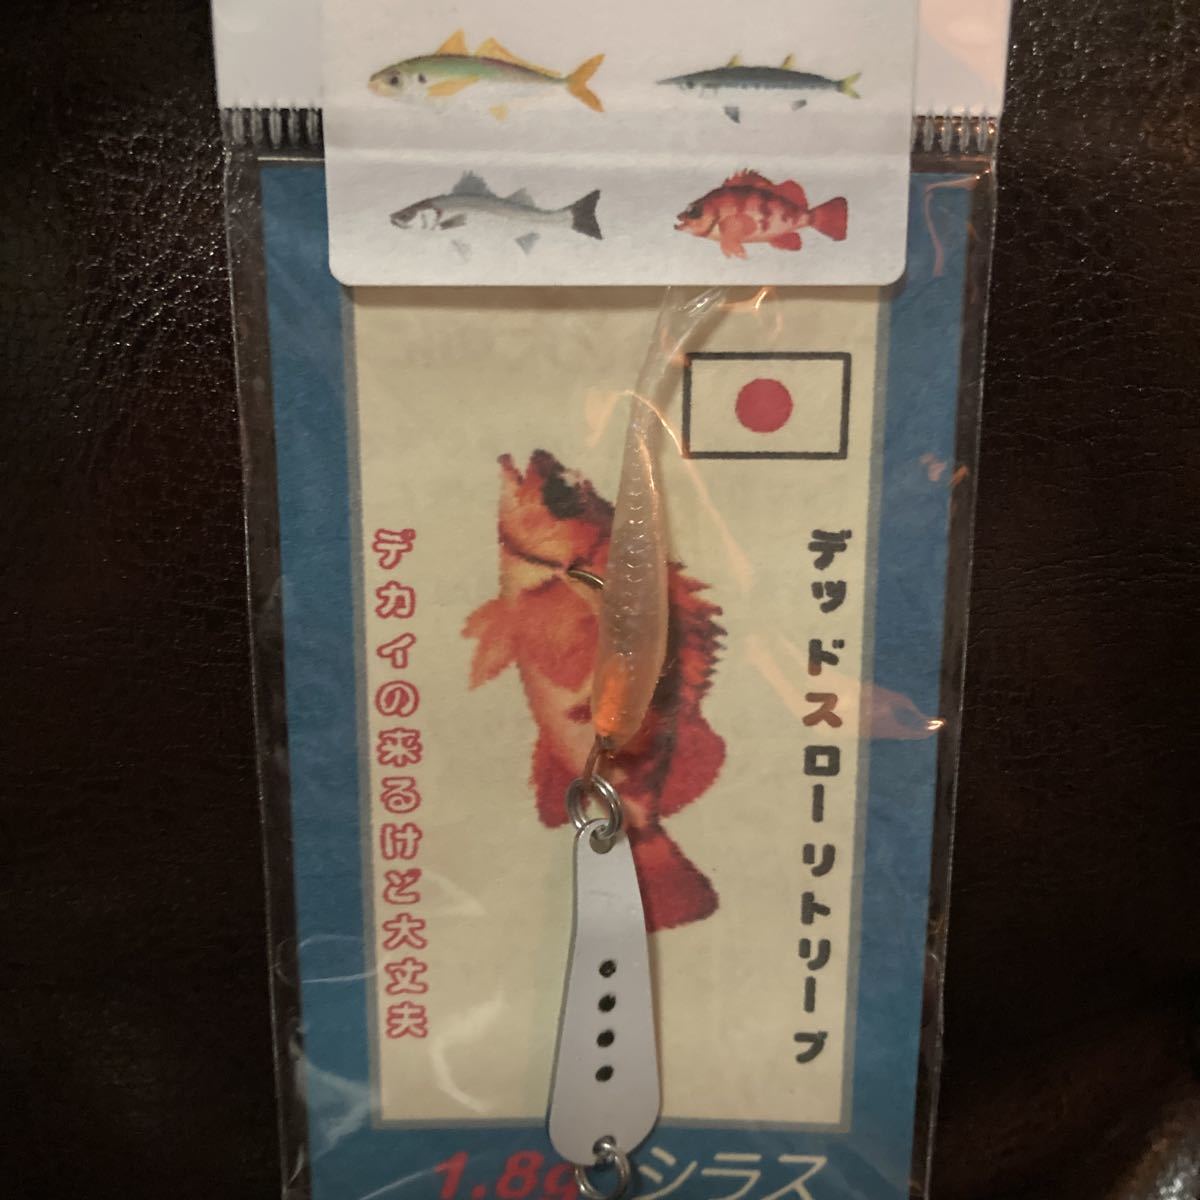 デッドスローリトリーブ
デカイの来るけど大丈夫
1.8g シラス